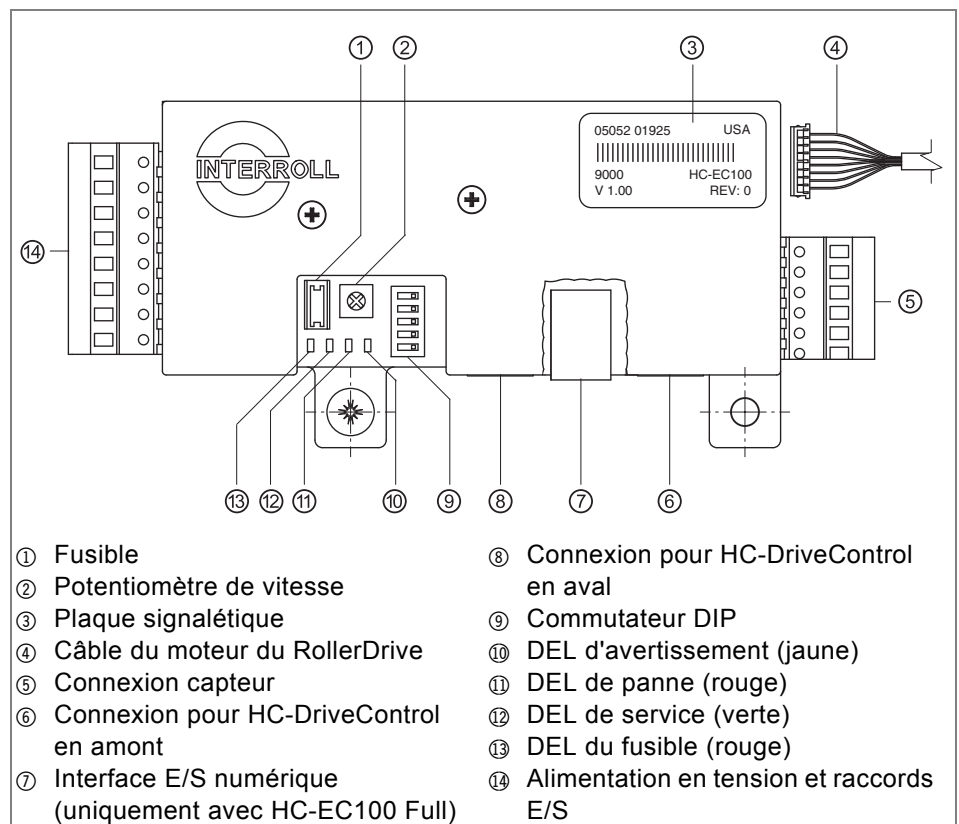 ① ② ③ ④
05052 01925 USA
INTERROLL
9000 HC-EC100
V 1.00 REV: 0
⑭
⑤
⑬ ⑫ ⑪ ⑩ ⑨ ⑧ ⑦ ⑥
① Fusible
② Potentiomètre de vitesse
③ Plaque signalétique
④ Câble du moteur du RollerDrive
⑤ Connexion capteur
⑥ Connexion pour HC-DriveControl
en amont
⑦ Interface E/S numérique
(uniquement avec HC-EC100 Full)
⑧ Connexion pour HC-DriveControl
en aval
⑨ Commutateur DIP
⑩ DEL d'avertissement (jaune)
⑪ DEL de panne (rouge)
⑫ DEL de service (verte)
⑬ DEL du fusible (rouge)
⑭ Alimentation en tension et raccords
E/S